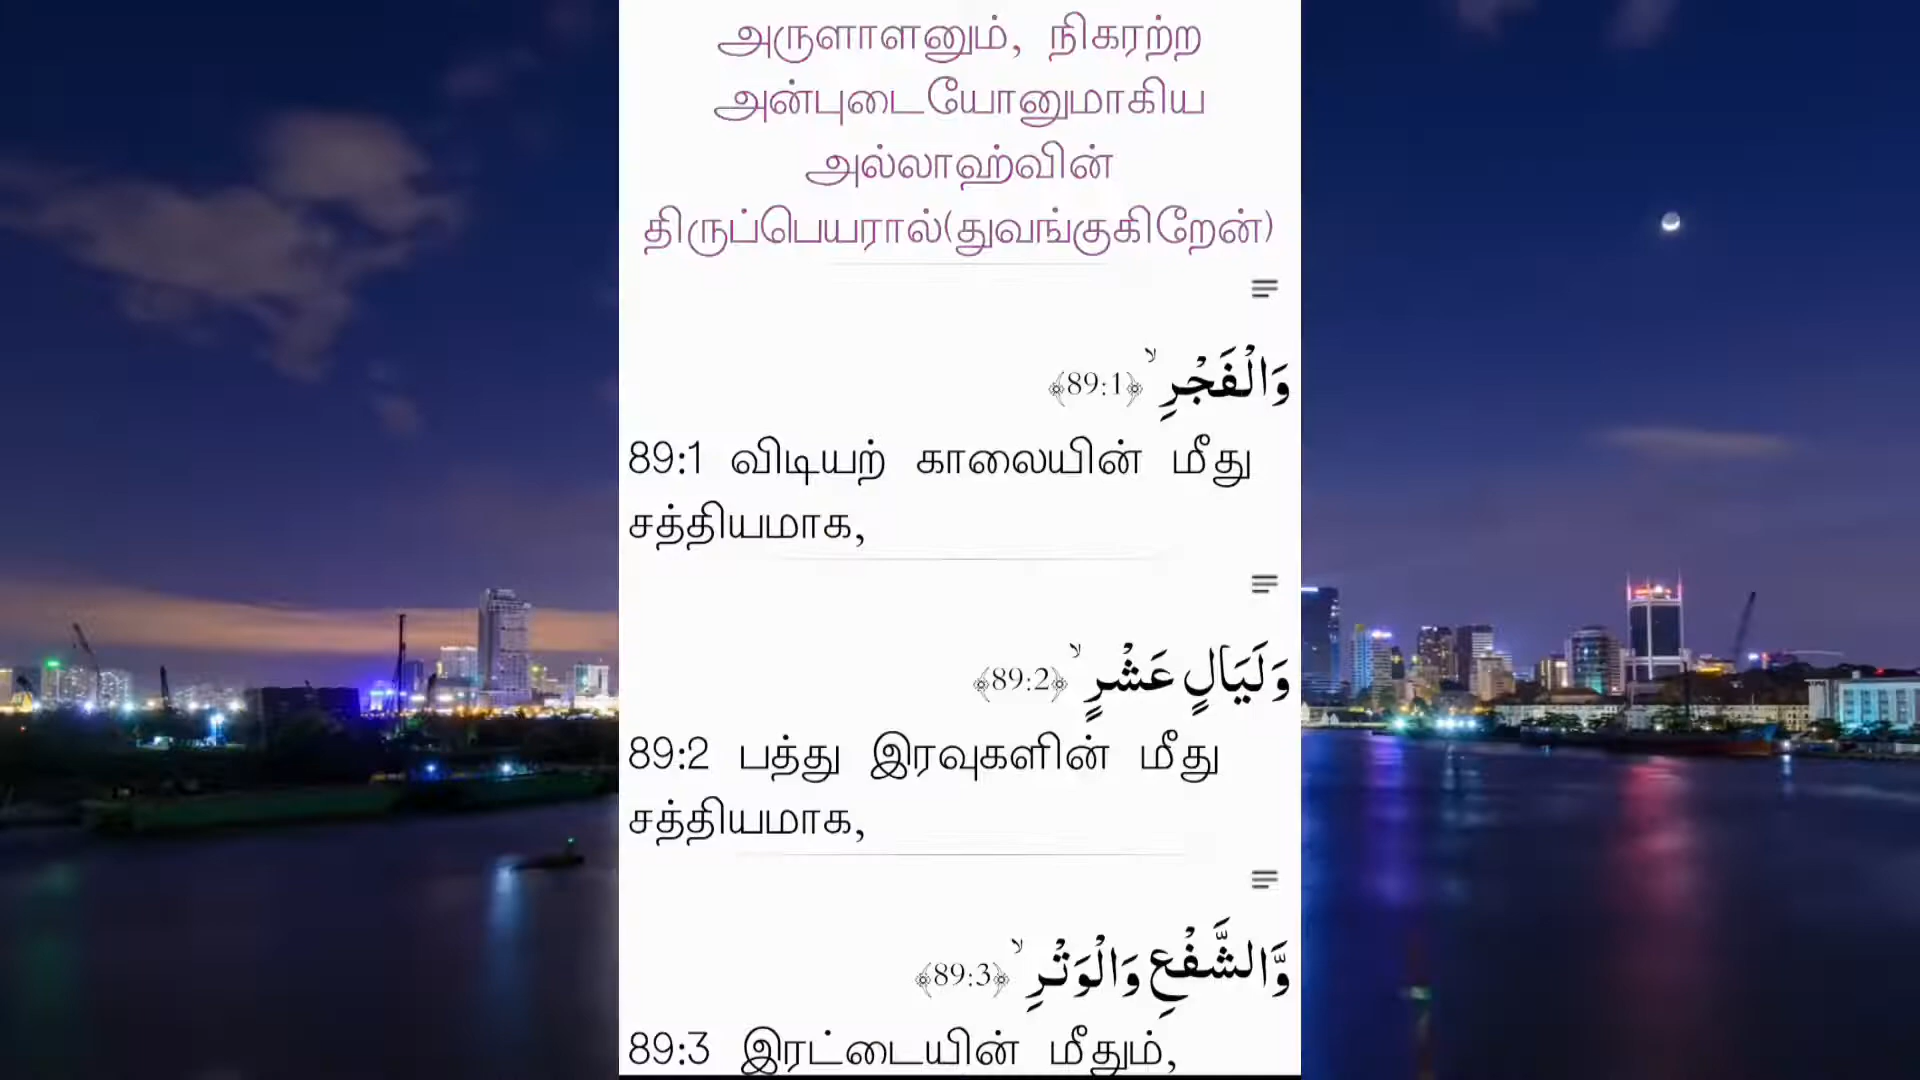 அருளாளனும், நிகரற்ற
அன்புடையோனுமாகிய
அல்லாஹ்வின்
திருப்பெயரால்(துவங்குகிறேன்)
وَالْفَجْرِ ۙ‏ ﴿89:1﴾
89:1 விடியற் காலையின் மீது
சத்தியமாக,
وَلَيَالٍ عَشْرٍ ۙ‏ ﴿89:2﴾
89:2 பத்து இரவுகளின் மீது
சத்தியமாக,
وَّالشَّفْعِ وَالْوَتْرِ ۙ‏ ﴿89:3﴾
89:3 இரட்டையின் மீதும்,